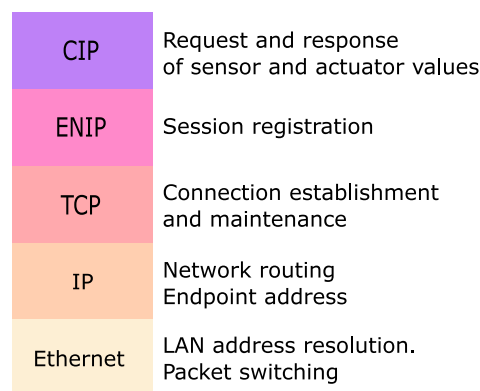 CIP
Request and response
of sensor and actuator values
ENIP
Session registration
TCP
Connection establishment
and maintenance
IP
Network routing
Endpoint address
Ethernet
LAN address resolution.
Packet switching